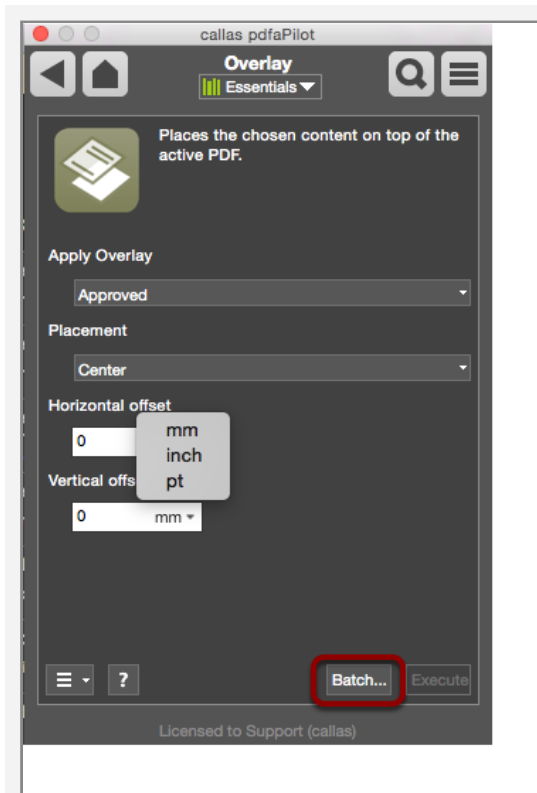 callas pdfaPilot
Overlay
Essentials
Places the chosen content on top of the
active PDF.
Apply Overlay
Approved
Placement
Center
Horizontal offset
0
mm
inch
pt
Vertical offs
0 mm
? Batch... Execute
Licensed to Support (callas)